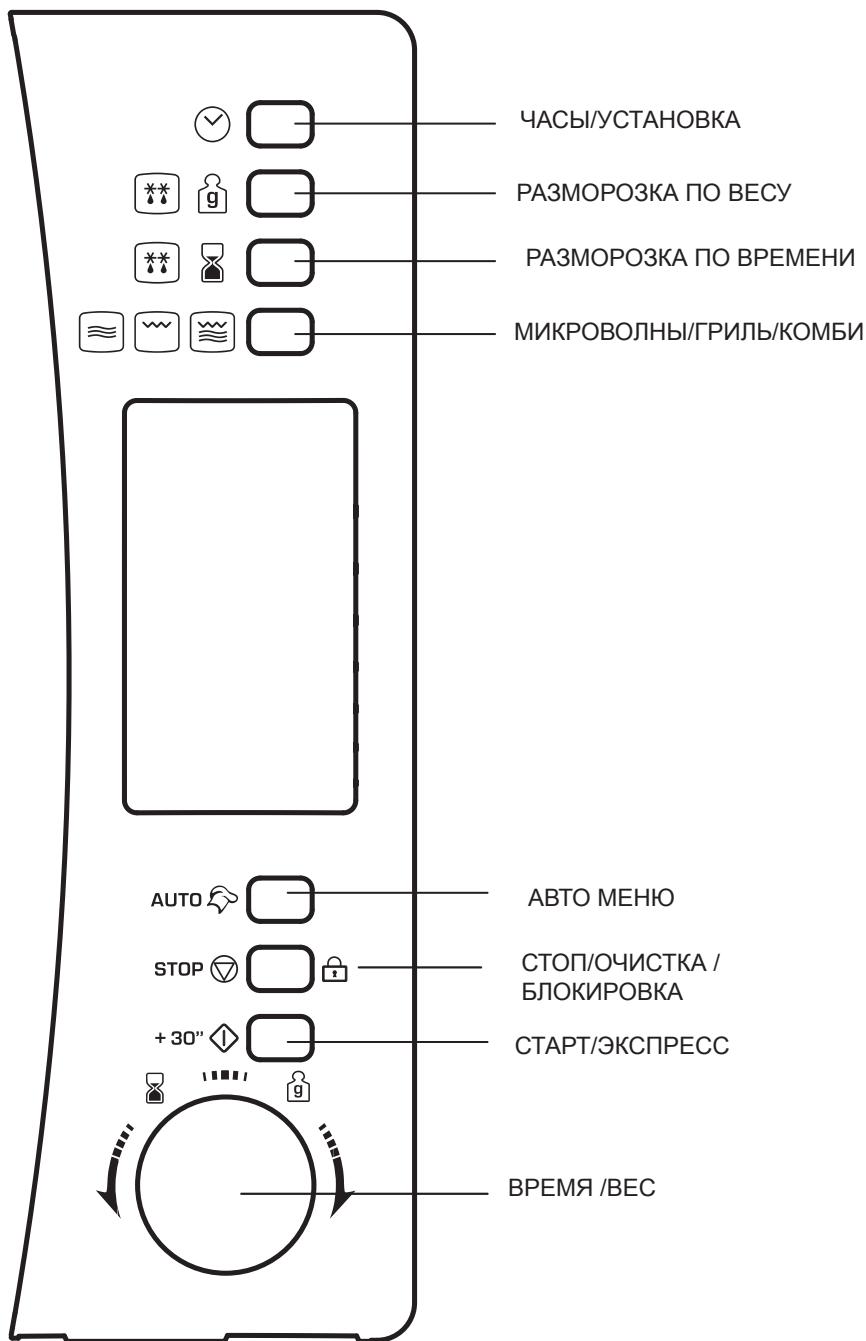 ЧАСЫ/УСТАНОВКА
g РАЗМОРОЗКА ПО ВЕСУ
РАЗМОРОЗКА ПО ВРЕМЕНИ
МИКРОВОЛНЫ/ГРИЛЬ/КОМБИ
AUTO АВТО МЕНЮ
STOP СТОП/ОЧИСТКА /
БЛОКИРОВКА
+ 30” СТАРТ/ЭКСПРЕСС
g
ВРЕМЯ /ВЕС